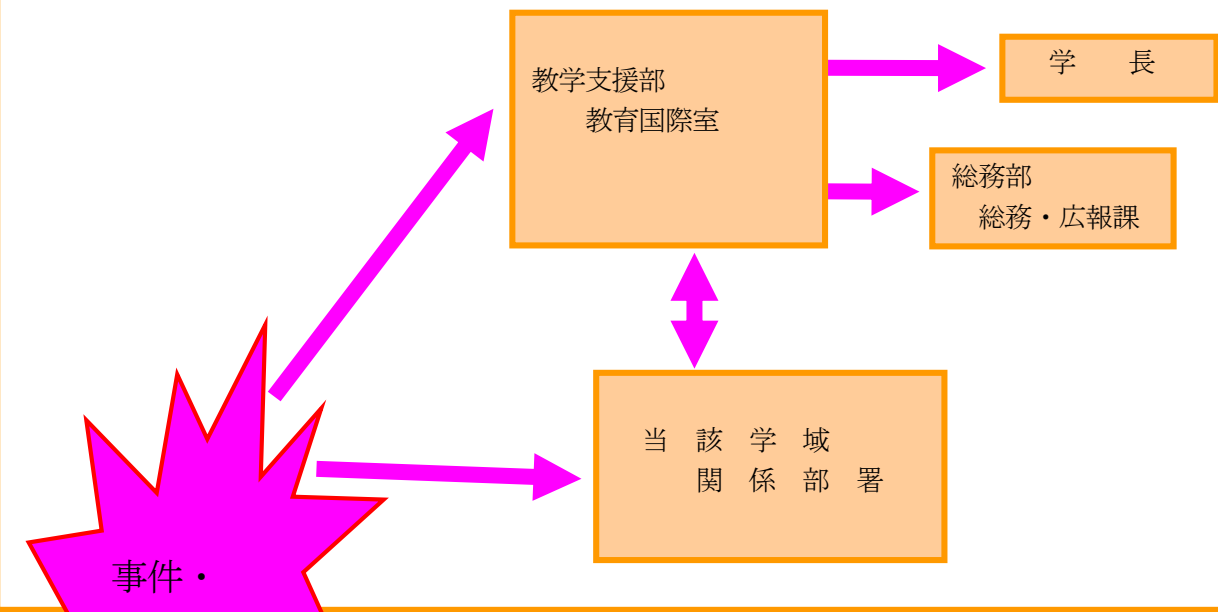 教学支援部
教育国際室
学　長
総務部
総務・広報課
当 該 学 域
関 係 部 署
事件・